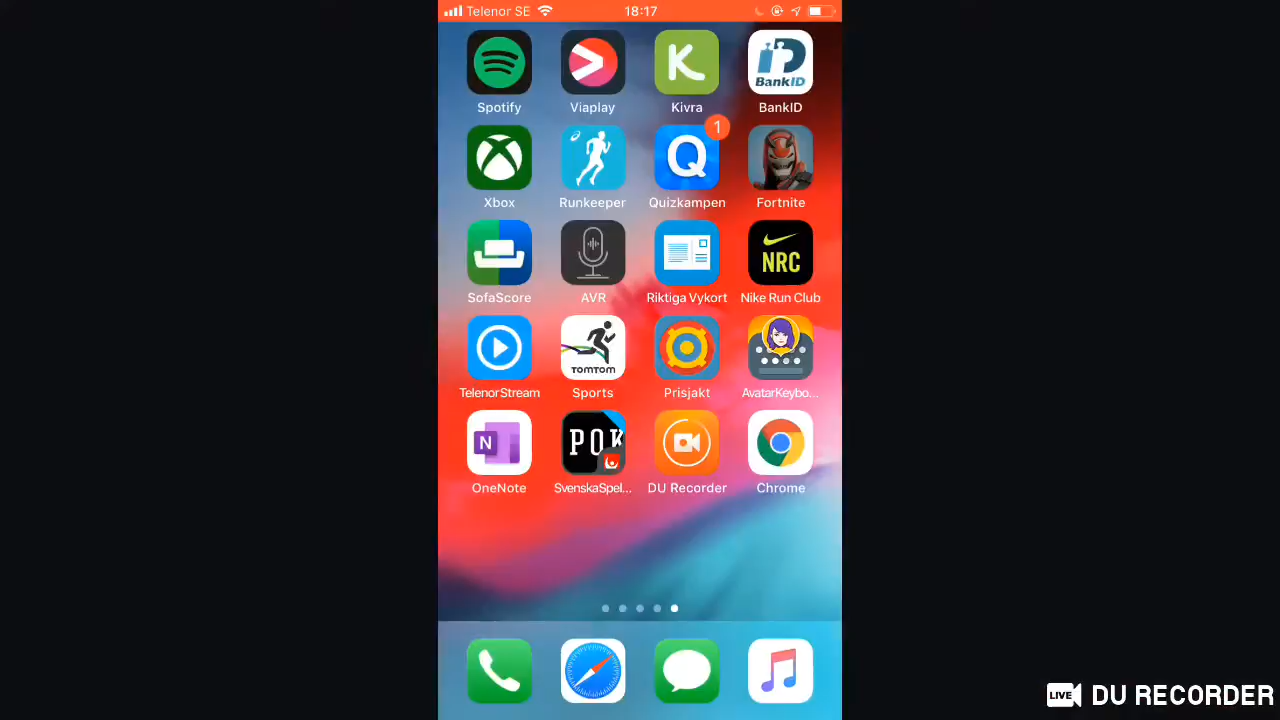 Telenor SE 18:17
Spotify Viaplay Kivra BankID
BankID
1
Q
Xbox Runkeeper Quizkampen Fortnite
NRC
SofaScore AVR Riktiga Vykort Nike Run Club
TOMTOM
TelenorStream Sports Prisjakt AvatarKeybo...
N POK
OneNote SvenskaSpel... DU Recorder Chrome
LIVE DU RECORDER